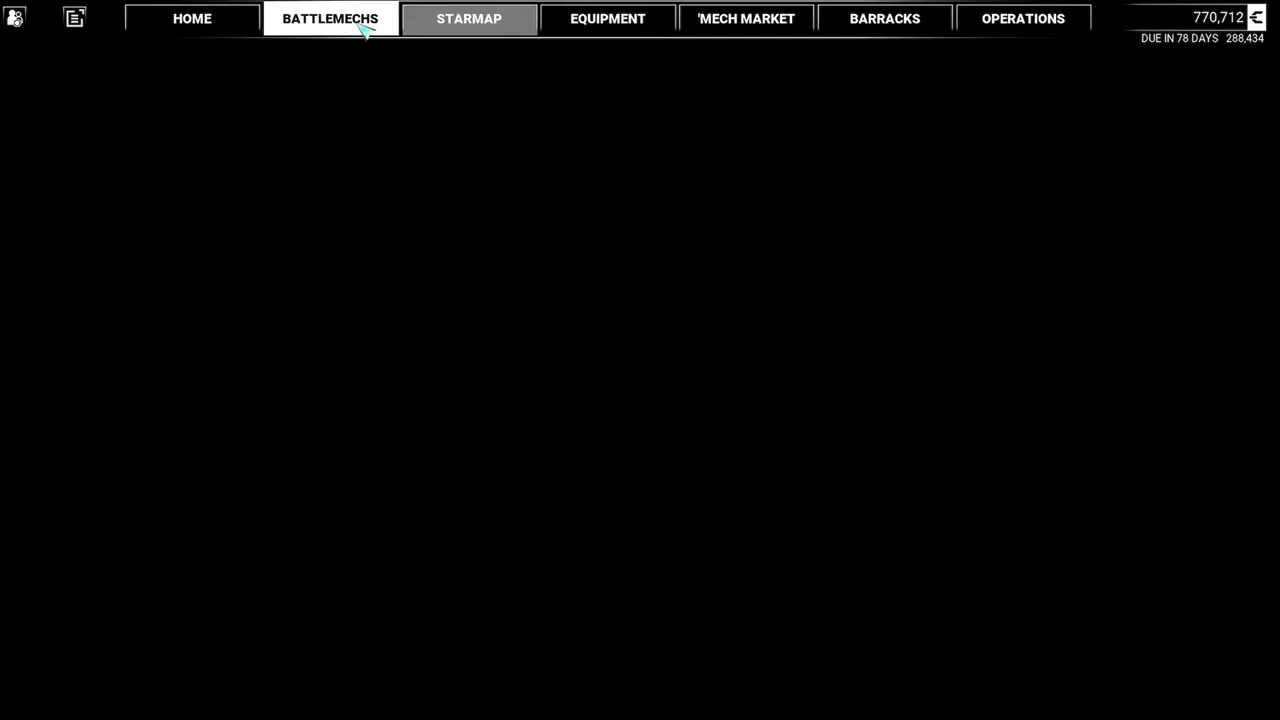 HOME BATTLEMECHS STARMAP EQUIPMENT 'MECH MARKET BARRACKS OPERATIONS 770,712
DUE IN 78 DAYS 288,434